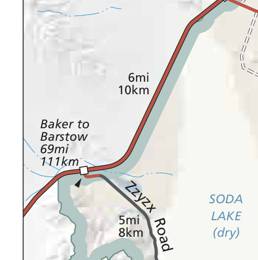 6mi
10km
Baker to
Barstow
69mi
111km
Zzyzx Road
5mi
8km
SODA
LAKE
(dry)